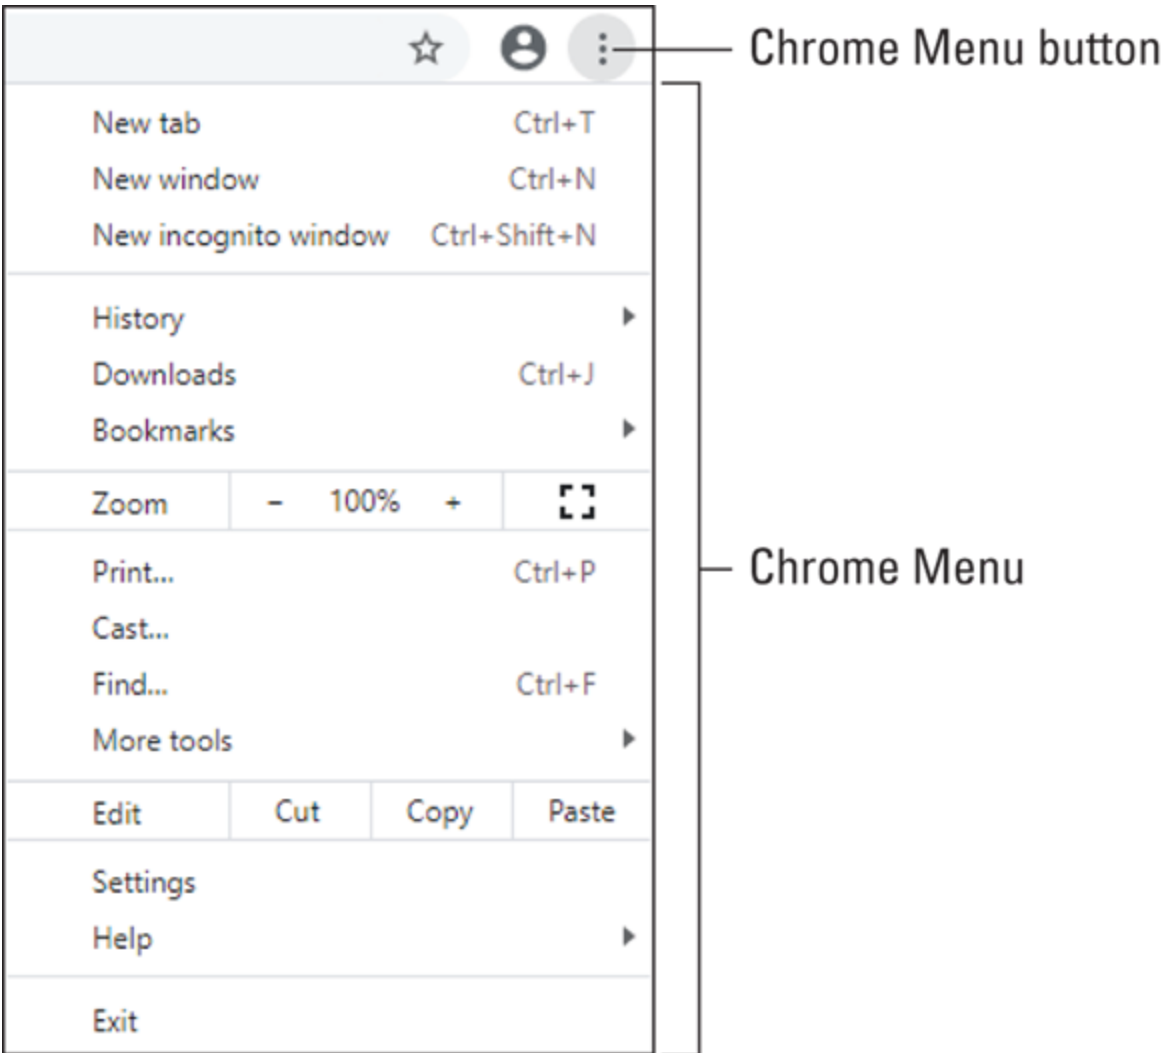 Chrome Menu button
New tab Ctrl+T
New window Ctrl+N
New incognito window Ctrl+Shift+N
History
Downloads Ctrl+J
Bookmarks
Zoom - 100% +
Print... Ctrl+P
Chrome Menu
Cast...
Find... Ctrl+F
More tools
Edit Cut Copy Paste
Settings
Help
Exit